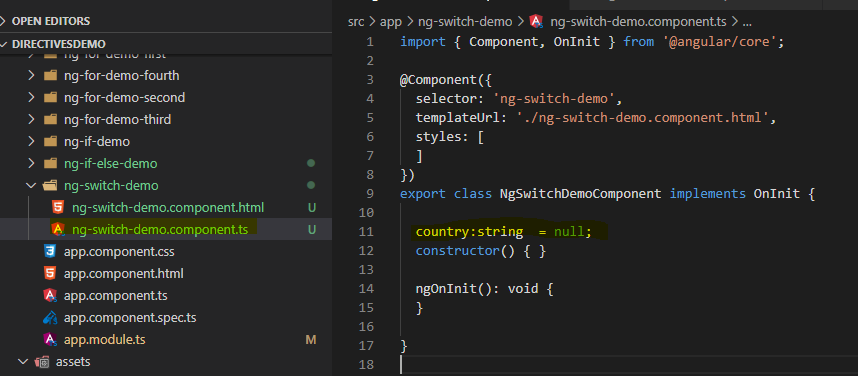 OPEN EDITORS
DIRECTIVESDEMO
ng-for-demo-fourth
ng-for-demo-second
ng-for-demo-third
ng-if-demo
ng-if-else-demo
ng-switch-demo
ng-switch-demo.component.html U
ng-switch-demo.component.ts U
app.component.css
app.component.html
app.component.ts
app.component.spec.ts
app.module.ts M
assets
src > app > ng-switch-demo > ng-switch-demo.component.ts > ...
1 import { Component, OnInit } from '@angular/core';
2
3 @Component({
4 selector: 'ng-switch-demo',
5 templateUrl: './ng-switch-demo.component.html',
6 styles: [
7 ]
8 })
9 export class NgSwitchDemoComponent implements OnInit {
10
11 country:string = null;
12 constructor() { }
13
14 ngOnInit(): void {
15 }
16
17 }
18